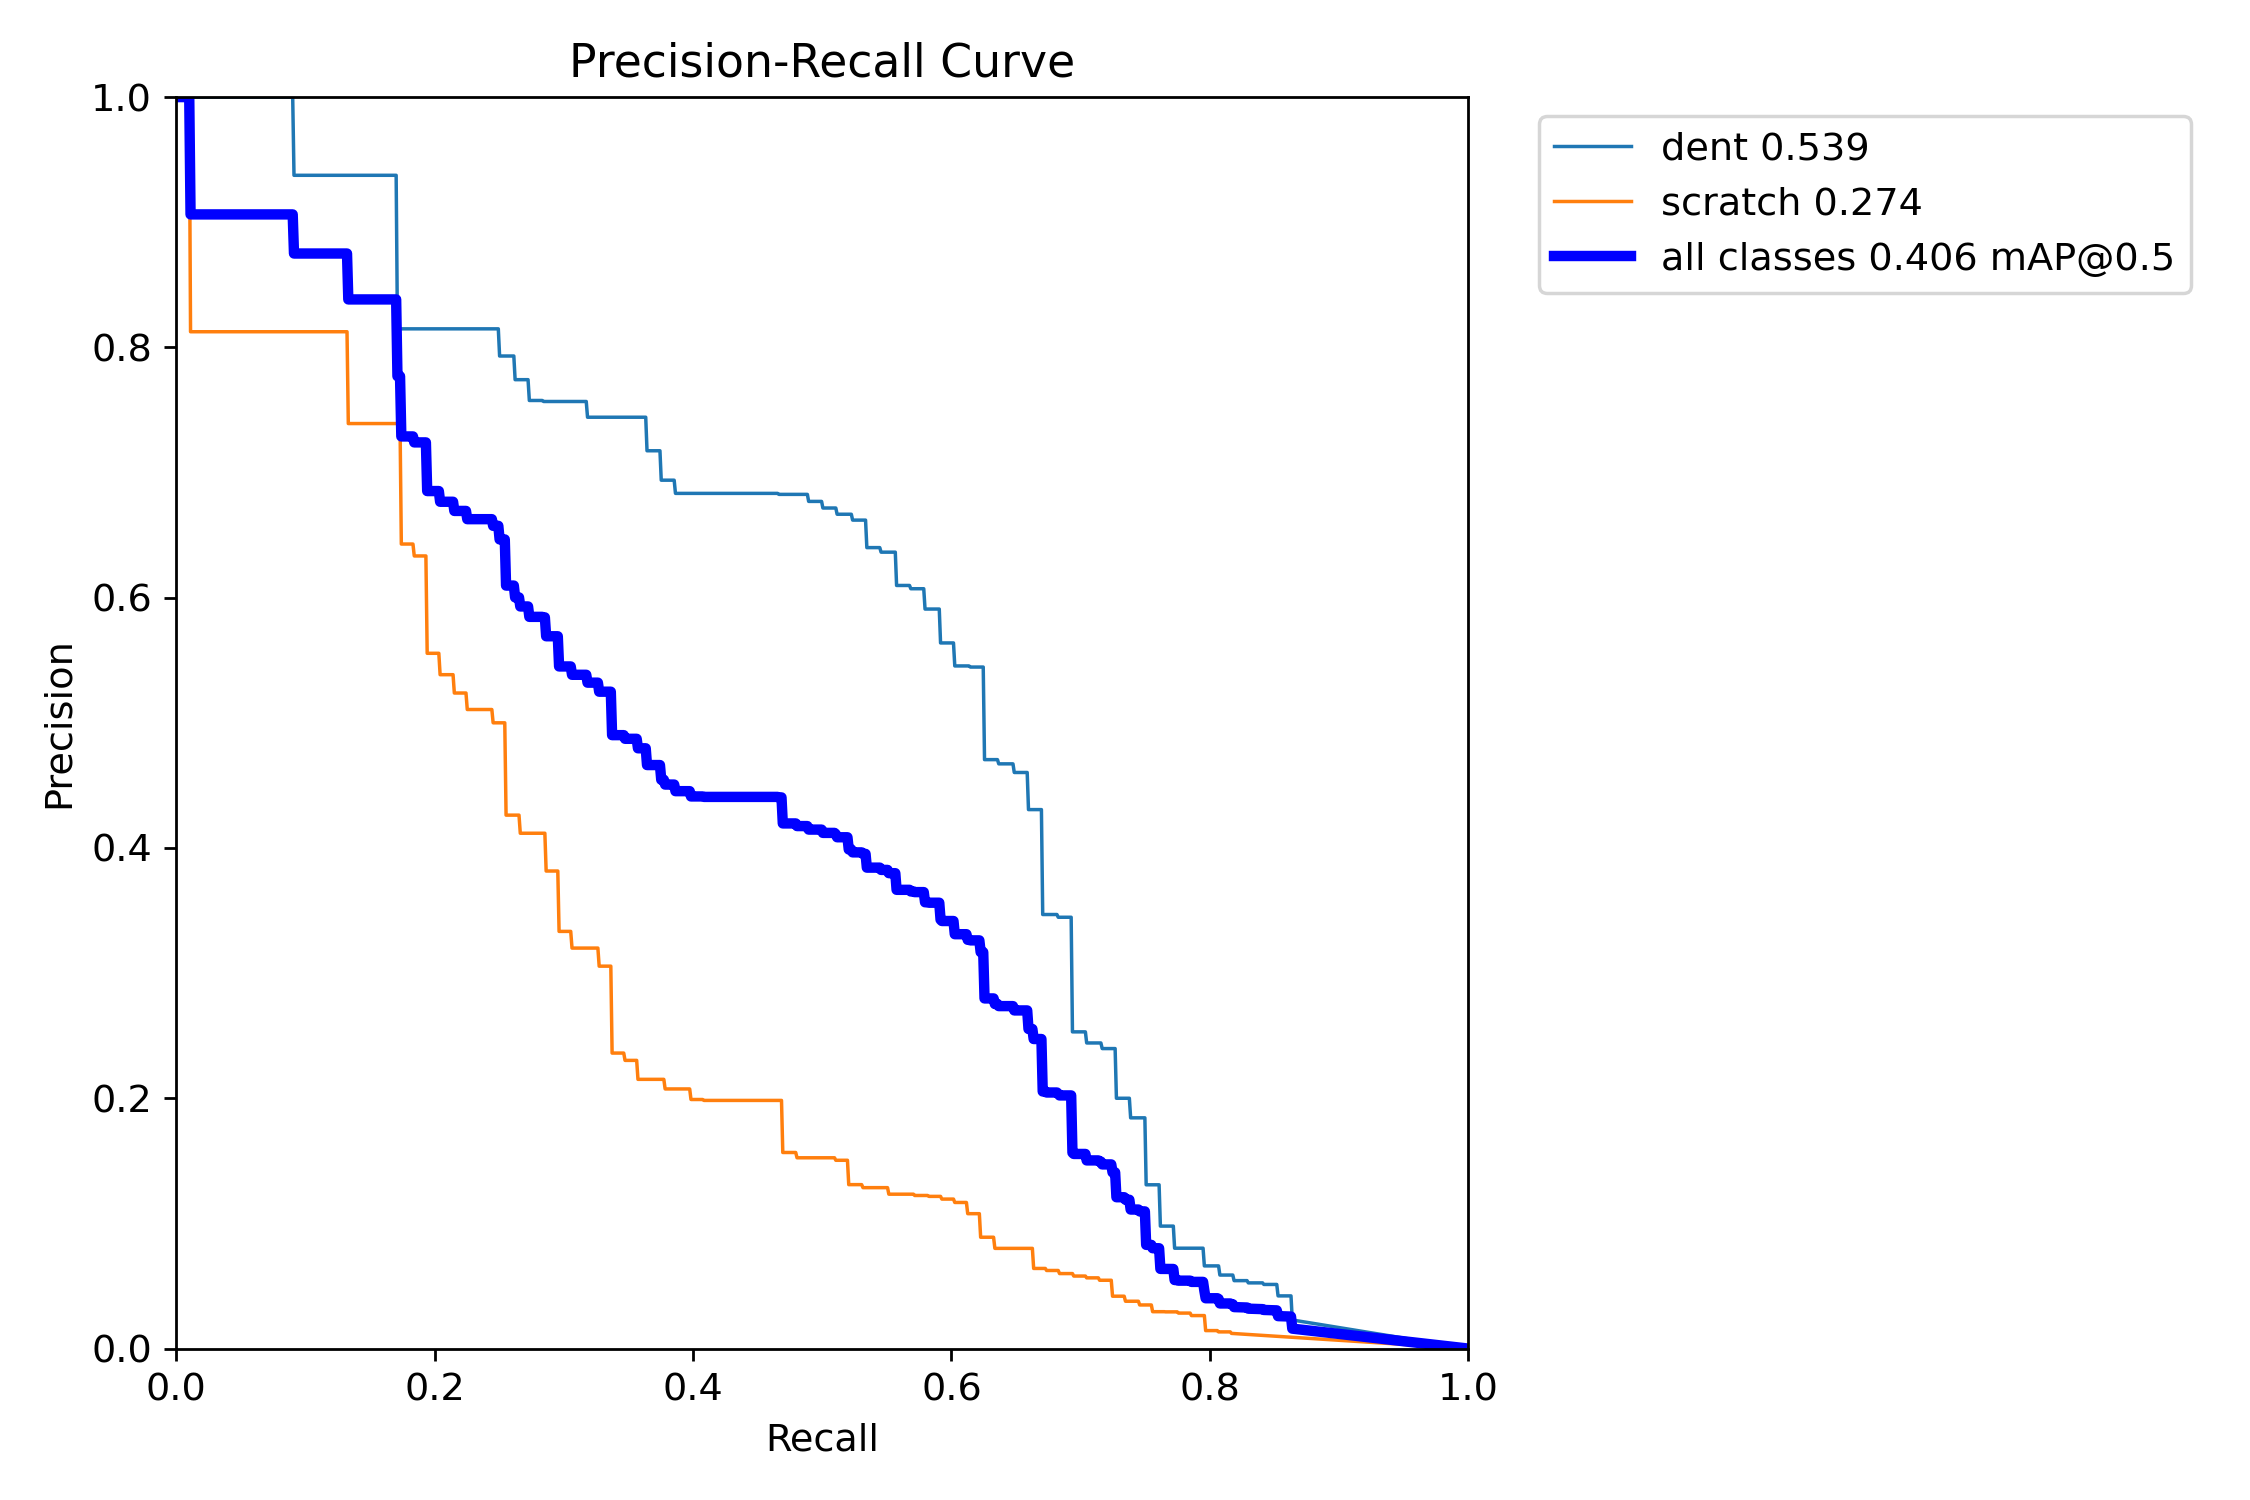 Precision-Recall Curve
dent 0.539
scratch 0.274
all classes 0.406 mAP@0.5
Precision
1.0
0.8
0.6
0.4
0.2
0.0
0.0 0.2 0.4 0.6 0.8 1.0
Recall